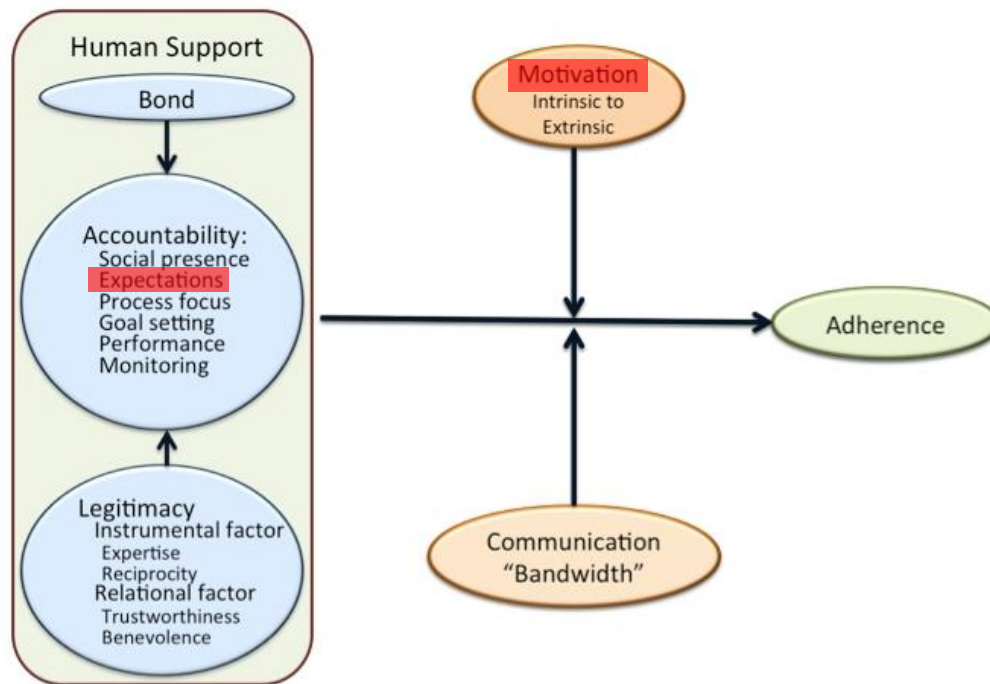 Human Support
Bond
Accountability:
Social presence
Expectations
Process focus
Goal setting
Performance
Monitoring
Legitimacy
Instrumental factor
Expertise
Reciprocity
Relational factor
Trustworthiness
Benevolence
Motivation
Intrinsic to
Extrinsic
Communication
“Bandwidth”
Adherence